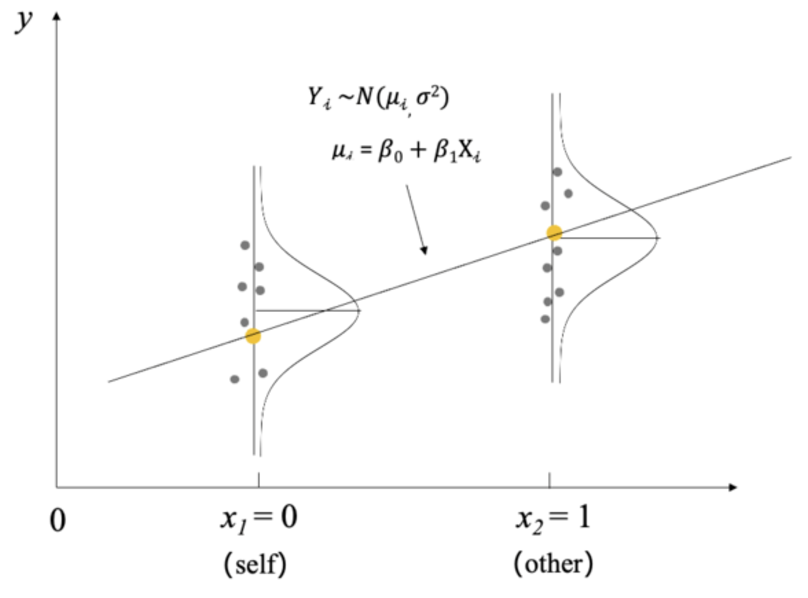 y
Yᵢ ~N(μᵢ, σ²)
μᵢ = β₀ + β₁Xᵢ
0
x₁ = 0
x₂ = 1
(self)
(other)